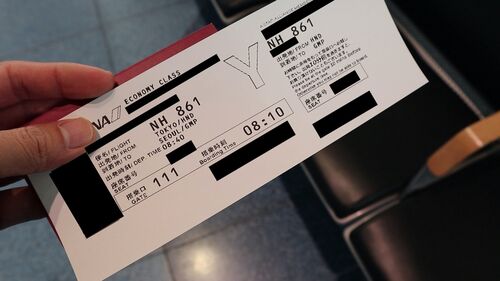 NA
ECONOMY CLASS
NH 861
便名/FLIGHT
TOKYO/HND
出発地/FROM
SEOUL/GMP
到着地/TO
出発時刻 DEP. TIME 08:40
座席番号
SEAT
搭乗時刻
Boarding Time
08:10
搭乗口
GATE
111
Y
NH 861
出発地/FROM HND
到着地/TO GMP
座席番号
SEAT